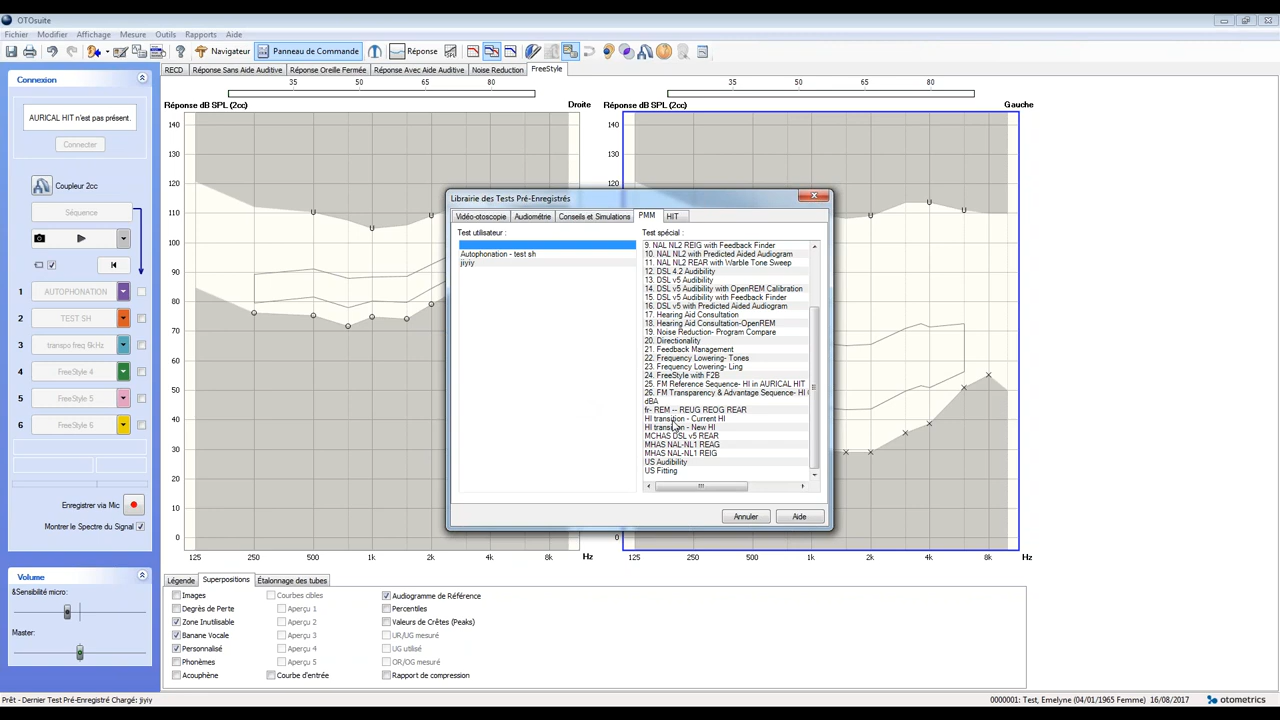 OTOsuite
Fichier Modifier Affichage Mesure Outils Rapports Aide
Navigateur Panneau de Commande Réponse
Connexion
AURICAL HIT n'est pas présent.
Connecter
Coupleur 2cc
Séquence
1 AUTOPHONATION
2 TEST SH
3 transpo freq 6kHz
4 FreeStyle 4
5 FreeStyle 5
6 FreeStyle 6
Enregistrer via Mic
Montrer le Spectre du Signal
Volume
&Sensibilité micro:
Master:
RECD Réponse Sans Aide Auditive Réponse Oreille Fermée Réponse Avec Aide Auditive Noise Reduction FreeStyle
35 50 65 80
Réponse dB SPL (2cc) Droite
140
130
120
110
100
90
80
70
60
50
40
30
20
10
0
125 250 500 1k 2k 4k 8k Hz
35 50 65 80
Réponse dB SPL (2cc) Gauche
140
130
120
10
0
125 1k 2k 4k 8k Hz
Librairie des Tests Pré-Enregistrés
Vidéo-otoscopie Audiométrie Conseils et Simulations PMM HIT
Test utilisateur :
Autophonation - test sh
jiyiy
Test spécial :
9. NAL NL2 REIG with Feedback Finder
10. NAL NL2 with Predicted Aided Audiogram
11. NAL NL2 REAR with Warble Tone Sweep
12. DSL 4.2 Audibility
13. DSL v5 Audibility
14. DSL v5 Audibility with OpenREM Calibration
15. DSL v5 Audibility with Feedback Finder
16. DSL v5 with Predicted Aided Audiogram
17. Hearing Aid Consultation
18. Hearing Aid Consultation-OpenREM
19. Noise Reduction- Program Compare
20. Directionality
21. Feedback Management
22. Frequency Lowering- Tones
23. Frequency Lowering- Ling
24. FreeStyle with F2B
25. FM Reference Sequence- HI in AURICAL HIT
26. FM Transparency & Advantage Sequence- HI
dBA
fr- REM -- REUG REOG REAR
HI transition - Current HI
HI transition - New HI
MCHAS DSL v5 REAR
MHAS NAL-NL1 REAG
MHAS NAL-NL1 REIG
US Audibility
US Fitting
Annuler Aide
Légende Superpositions Étalonnage des tubes
Images Courbes cibles Audiogramme de Référence
Degrès de Perte Aperçu 1 Percentiles
Zone Inutilisable Aperçu 2 Valeurs de Crêtes (Peaks)
Banane Vocale Aperçu 3 UR/UG mesuré
Personnalisé Aperçu 4 UG utilisé
Phonèmes Aperçu 5 OR/OG mesuré
Acouphène Courbe d'entrée Rapport de compression
Prêt - Dernier Test Pré-Enregistré Chargé: jiyiy 0000001: Test, Emelyne (04/01/1965 Femme) 16/08/2017 otometrics